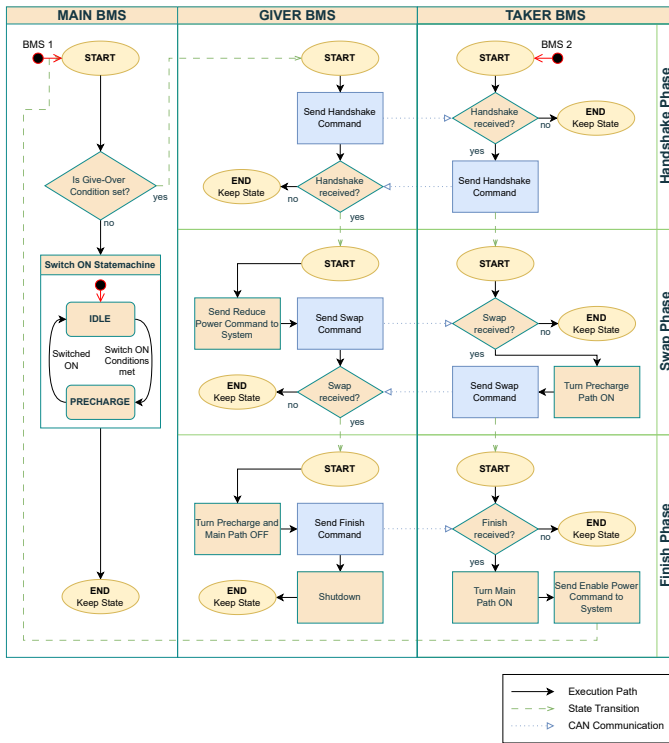 MAIN BMS
GIVER BMS
TAKER BMS
BMS 1
START
Is Give-Over
Condition set?
yes
no
Switch ON Statemachine
IDLE
Switched
ON
Switch ON
Conditions
met
PRECHARGE
END
Keep State
START
Send Handshake
Command
Handshake
received?
no
yes
END
Keep State
BMS 2
START
Handshake
received?
no
yes
END
Keep State
Send Handshake
Command
Handshake Phase
START
Send Reduce
Power Command to
System
Send Swap
Command
Swap
received?
no
yes
END
Keep State
START
Swap
received?
no
yes
END
Keep State
Send Swap
Command
Turn Precharge
Path ON
Swap Phase
START
Turn Precharge and
Main Path OFF
Send Finish
Command
Shutdown
END
Keep State
START
Finish
received?
no
yes
END
Keep State
Turn Main
Path ON
Send Enable Power
Command to
System
Finish Phase
Execution Path
State Transition
CAN Communication